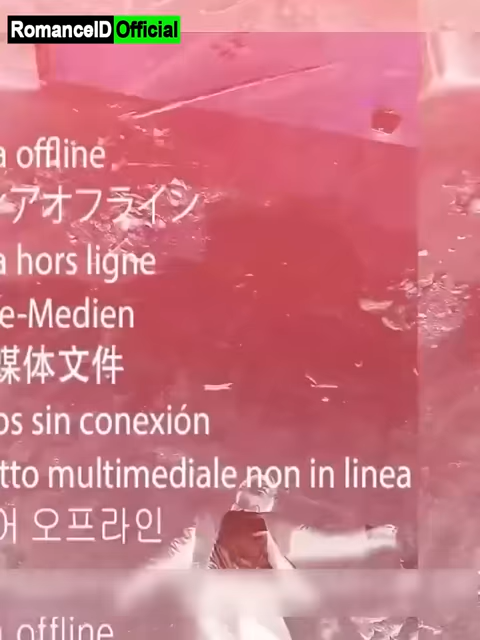 RomanceID Official
a offline
ンアオフライン
a hors ligne
e-Medien
媒体文件
os sin conexión
tto multimediale non in linea
어 오프라인
offline